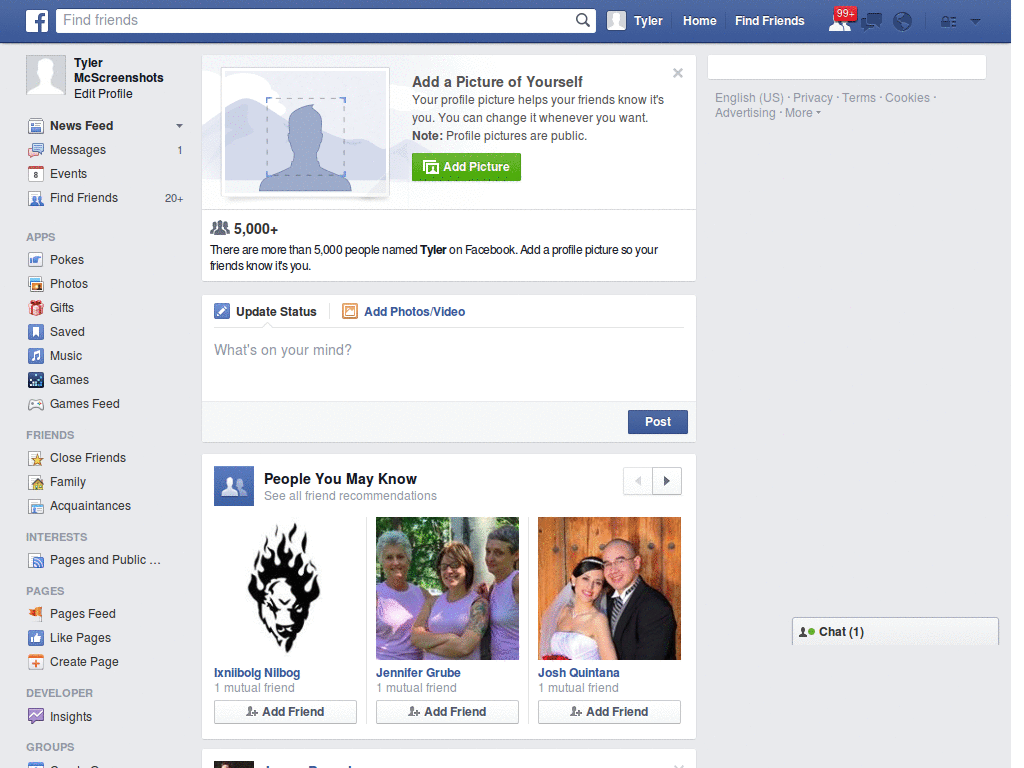 Find friends
Tyler
Home
Find Friends
99+
Tyler
McScreenshots
Edit Profile
News Feed
Messages 1
8 Events
Find Friends 20+
APPS
Pokes
Photos
Gifts
Saved
Music
Games
Games Feed
FRIENDS
Close Friends
Family
Acquaintances
INTERESTS
Pages and Public ...
PAGES
Pages Feed
Like Pages
Create Page
DEVELOPER
Insights
GROUPS
Add a Picture of Yourself
Your profile picture helps your friends know it's
you. You can change it whenever you want.
Note: Profile pictures are public.
Add Picture
5,000+
There are more than 5,000 people named Tyler on Facebook. Add a profile picture so your
friends know it's you.
Update Status
Add Photos/Video
What's on your mind?
Post
People You May Know
See all friend recommendations
Ixniibolg Nilbog
1 mutual friend
Add Friend
Jennifer Grube
1 mutual friend
Add Friend
Josh Quintana
1 mutual friend
Add Friend
English (US) · Privacy · Terms · Cookies ·
Advertising · More
Chat (1)